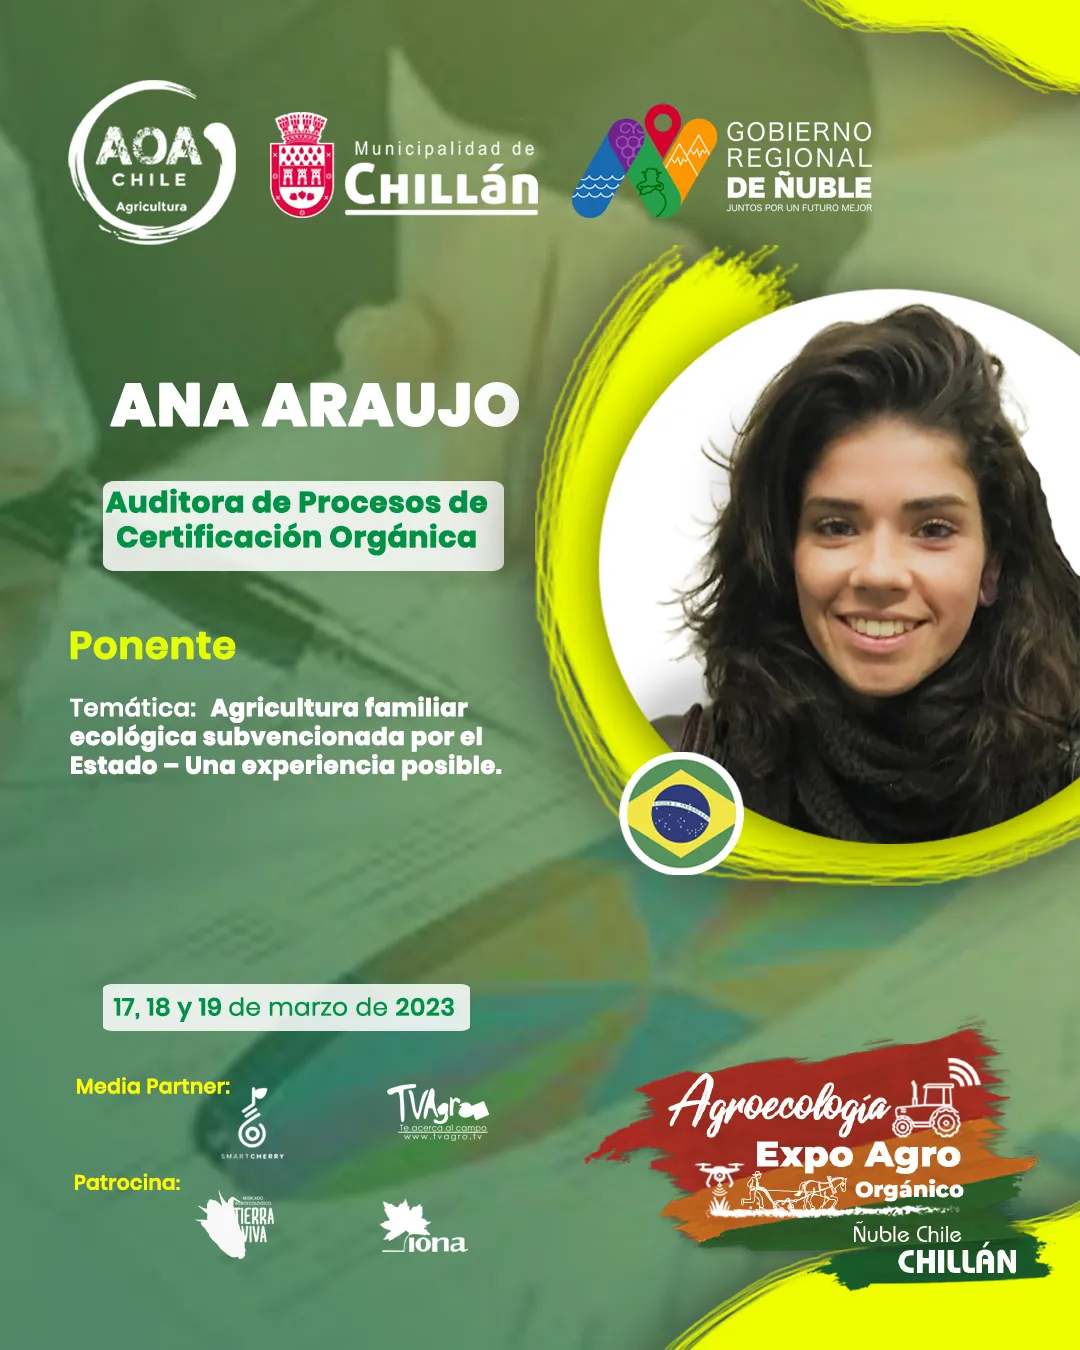 AOA
CHILE
Agricultura
Municipalidad de
CHILLán
GOBIERNO
REGIONAL
DE ÑUBLE
JUNTOS POR UN FUTURO MEJOR
ANA ARAUJO
Auditora de Procesos de
Certificación Orgánica
Ponente
Temática: Agricultura familiar
ecológica subvencionada por el
Estado – Una experiencia posible.
17, 18 y 19 de marzo de 2023
Media Partner:
SMARTCHERRY
TVAgro
Te acerca al campo
www.tvagro.tv
Patrocina:
MERCADO
AGROECOLÓGICO
TIERRA
VIVA
iona
Agroecología
Expo Agro
Orgánico
Ñuble Chile
CHILLÁN